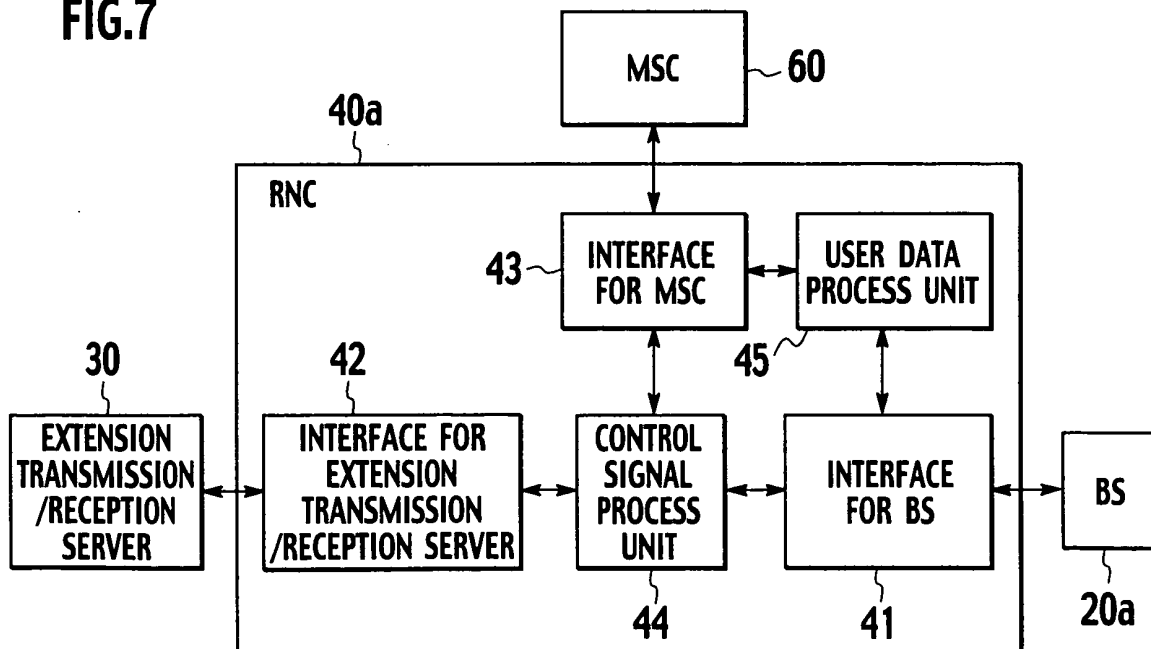 FIG.7
MSC
60
40a
RNC
43
INTERFACE
FOR MSC
USER DATA
PROCESS UNIT
45
30
42
EXTENSION
TRANSMISSION
/RECEPTION
SERVER
INTERFACE FOR
EXTENSION
TRANSMISSION
/RECEPTION SERVER
CONTROL
SIGNAL
PROCESS
UNIT
INTERFACE
FOR BS
BS
44
41
20a